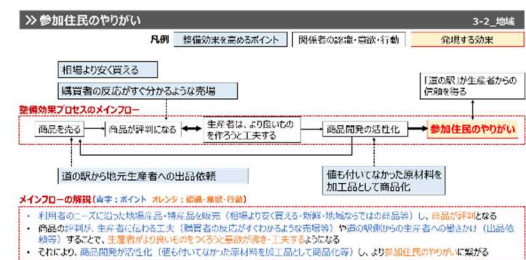 ≫ 参加住民のやりがい
3-2_地域
凡例 整備効果を高めるポイント 関係者の認識・意欲・行動 発現する効果
相場より安く買える
購買者の反応がすぐ分かるような売場
「道の駅」が生産者からの
信頼を得る
整備効果プロセスのメインフロー
商品を売る 商品が評判になる 生産者は、より良いもの
を作ろうと工夫する 商品開発の活性化 参加住民のやりがい
道の駅から地元生産者への出品依頼
値も付いてなかった原材料を
加工品として商品化
メインフローの解説(青字:ポイント オレンジ:認識・意欲・行動)
・ 利用者のニーズに沿った地場産品・特産品を販売(相場より安く買える・新鮮・地域ならではの商品等)し、商品が評判となる
・ 商品の評判が、生産者に伝わる工夫(購買者の反応がすぐわかるような売場等)や道の駅側からの生産者への働きかけ(出品依
頼等)することで、生産者がより良いものをつくろうと意欲が湧き・工夫するようになる
・ それにより、商品開発が活性化(値も付いてなかった原材料を加工品として商品化等)し、より参加住民のやりがいに繋がる